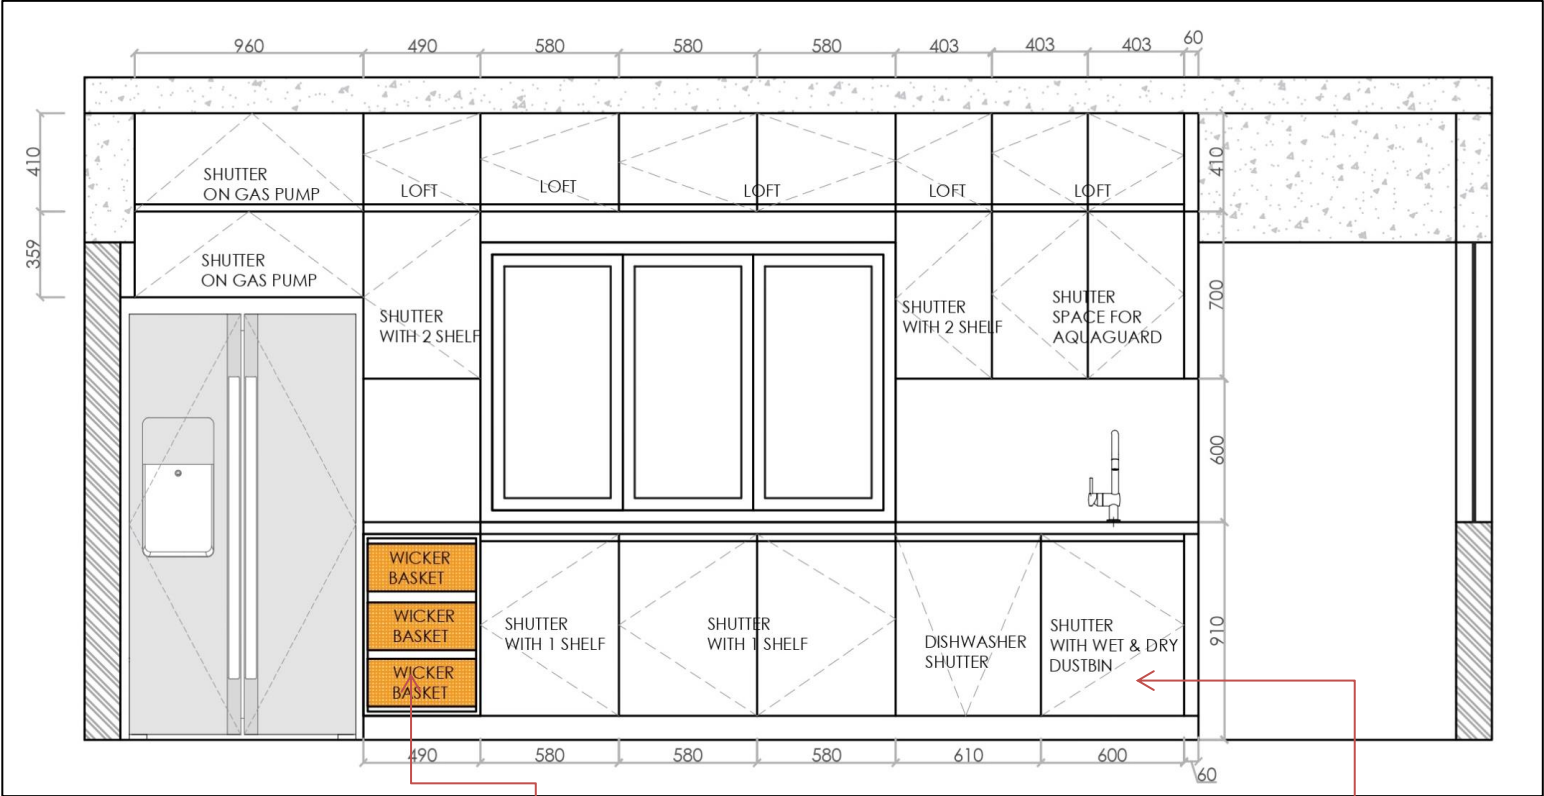 960
490
580
580
580
403
403
403
60
410
359
SHUTTER
ON GAS PUMP
LOFT
LOFT
LOFT
LOFT
LOFT
410
SHUTTER
ON GAS PUMP
SHUTTER
WITH 2 SHELF
SHUTTER
WITH 2 SHELF
SHUTTER
SPACE FOR
AQUAGUARD
700
600
WICKER
BASKET
WICKER
BASKET
WICKER
BASKET
SHUTTER
WITH 1 SHELF
SHUTTER
WITH 1 SHELF
DISHWASHER
SHUTTER
SHUTTER
WITH WET & DRY
DUSTBIN
910
490
580
580
580
610
600
60